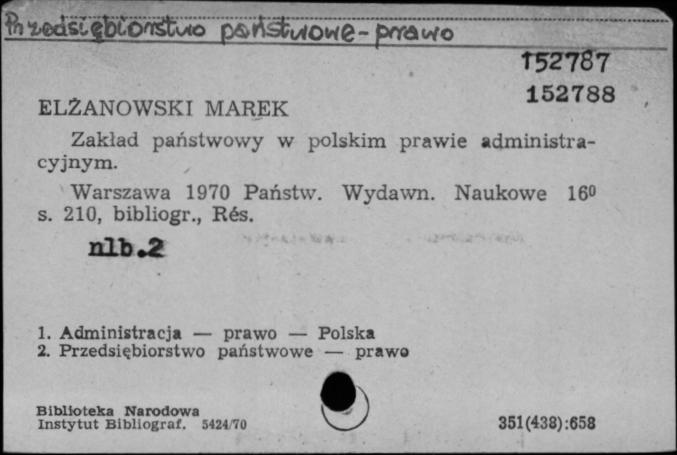 Przedsiębiorstwo państwowe - prawo
152787
152788
ELŻANOWSKI MAREK
Zakład państwowy w polskim prawie administra-
cyjnym.
Warszawa 1970 Państw. Wydawn. Naukowe 16⁰
s. 210, bibliogr., Rés.
nlb.2
1. Administracja — prawo — Polska
2. Przedsiębiorstwo państwowe — prawo
Biblioteka Narodowa
Instytut Bibliograf. 5424/70
351(438):658